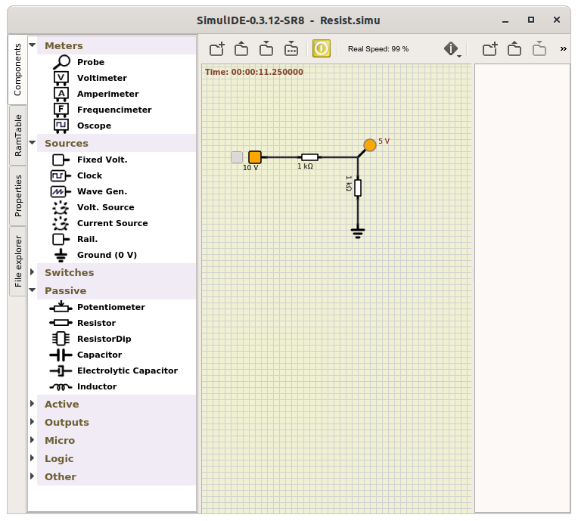 SimulIDE-0.3.12-SR8 - Resist.simu
Components
RamTable
Properties
File explorer
Meters
Probe
Voltimeter
Amperimeter
Frequencimeter
Oscope
Sources
Fixed Volt.
Clock
Wave Gen.
Volt. Source
Current Source
Rail.
Ground (0 V)
Switches
Passive
Potentiometer
Resistor
ResistorDip
Capacitor
Electrolytic Capacitor
Inductor
Active
Outputs
Micro
Logic
Other
Real Speed: 99 %
»
Time: 00:00:11.250000
5 V
10 V
1 kΩ
1 kΩ